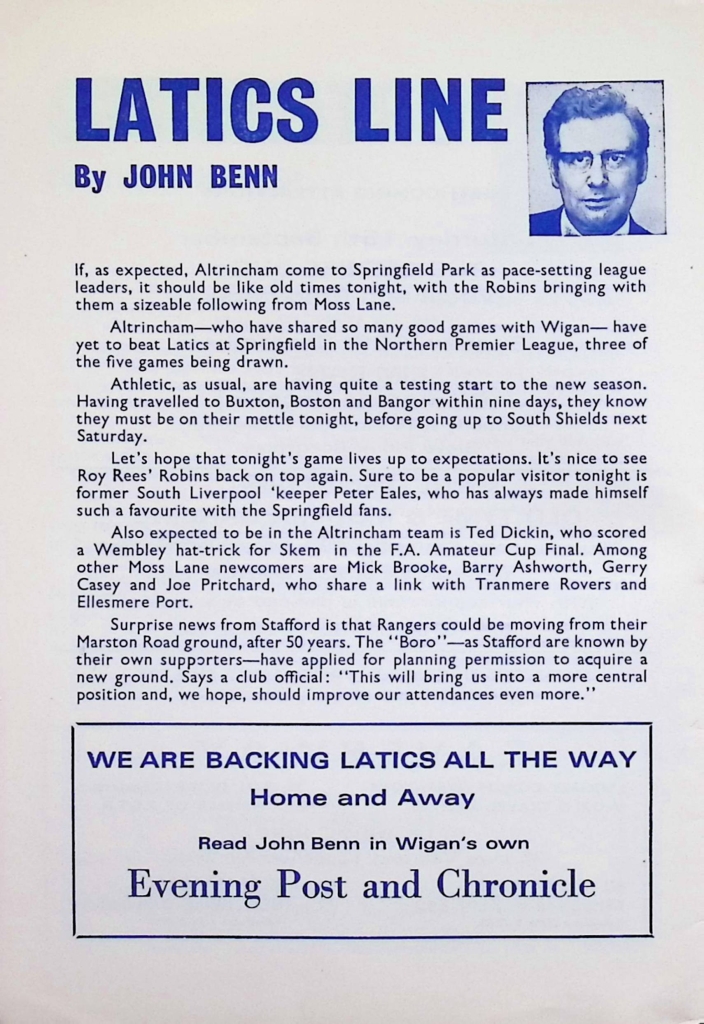 LATICS LINE
By JOHN BENN
If, as expected, Altrincham come to Springfield Park as pace-setting league
leaders, it should be like old times tonight, with the Robins bringing with
them a sizeable following from Moss Lane.
Altrincham—who have shared so many good games with Wigan— have
yet to beat Latics at Springfield in the Northern Premier League, three of
the five games being drawn.
Athletic, as usual, are having quite a testing start to the new season.
Having travelled to Buxton, Boston and Bangor within nine days, they know
they must be on their mettle tonight, before going up to South Shields next
Saturday.
Let's hope that tonight's game lives up to expectations. It's nice to see
Roy Rees' Robins back on top again. Sure to be a popular visitor tonight is
former South Liverpool 'keeper Peter Eales, who has always made himself
such a favourite with the Springfield fans.
Also expected to be in the Altrincham team is Ted Dickin, who scored
a Wembley hat-trick for Skem in the F.A. Amateur Cup Final. Among
other Moss Lane newcomers are Mick Brooke, Barry Ashworth, Gerry
Casey and Joe Pritchard, who share a link with Tranmere Rovers and
Ellesmere Port.
Surprise news from Stafford is that Rangers could be moving from their
Marston Road ground, after 50 years. The "Boro"—as Stafford are known by
their own supporters—have applied for planning permission to acquire a
new ground. Says a club official: "This will bring us into a more central
position and, we hope, should improve our attendances even more."
WE ARE BACKING LATICS ALL THE WAY
Home and Away
Read John Benn in Wigan's own
Evening Post and Chronicle